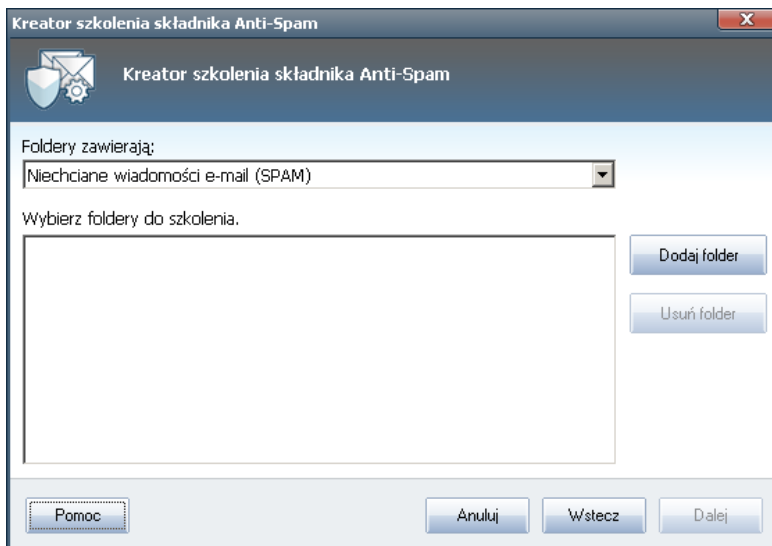 Kreator szkolenia składnika Anti-Spam
Kreator szkolenia składnika Anti-Spam
Foldery zawierają:
Niechciane wiadomości e-mail (SPAM)
Wybierz foldery do szkolenia.
Dodaj folder
Usuń folder
Pomoc
Anuluj
Wstecz
Dalej